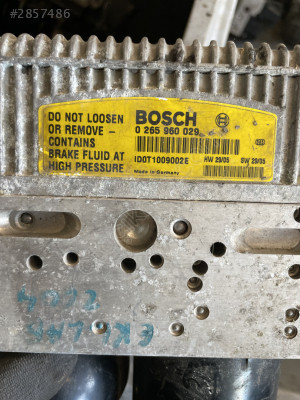 #2857486
DO NOT LOOSEN
OR REMOVE -
CONTAINS
BRAKE FLUID AT
HIGH PRESSURE
BOSCH
0 265 960 029
IDOT1009002E
HW 29/05 SW 29/05
Made in Germany